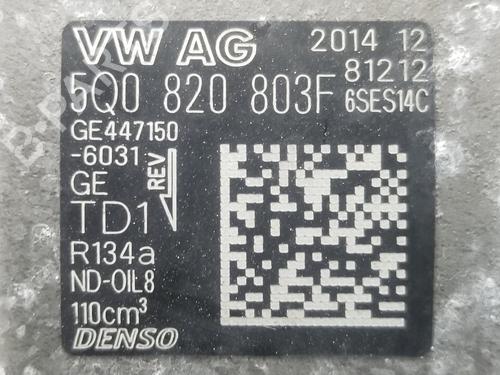 VW AG
2014 12
81212
5Q0 820 803F
6SES14C
GE447150
-6031
REV
GE
TD1
R134a
ND-OIL8
110cm³
DENSO
B-PARTS